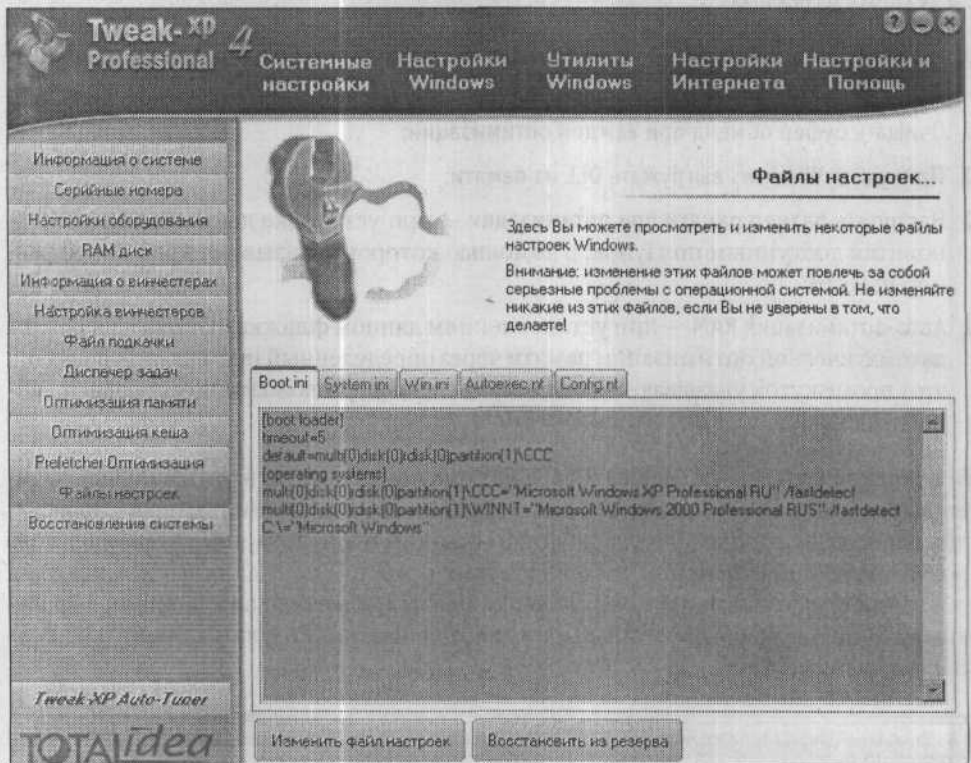 Tweak-XP
Professional 4
Системные
настройки
Настройки
Windows
Утилиты
Windows
Настройки
Интернета
Настройки и
Помощь
Информация о системе
Серийные номера
Настройки оборудования
RAM диск
Информация о винчестерах
Настройка винчестеров
Файл подкачки
Диспечер задач
Оптимизация памяти
Оптимизация кеша
Prefetcher Оптимизация
Файлы настроек
Восстановление системы
Tweak-XP Auto-Tuner
TOTALidea
Файлы настроек...
Здесь Вы можете просмотреть и изменить некоторые файлы
настроек Windows.
Внимание: изменение этих файлов может повлечь за собой
серьезные проблемы с операционной системой. Не изменяйте
никакие из этих файлов, если Вы не уверены в том, что
делаете!
Boot.ini System.ini Win.ini Autoexec.nt Config.nt
[boot loader]
timeout=5
default=multi(0)disk(0)rdisk(0)partition(1)\CCC
[operating systems]
multi(0)disk(0)rdisk(0)partition(1)\CCC="Microsoft Windows XP Professional RU" /fastdetect
multi(0)disk(0)rdisk(0)partition(1)\WINNT="Microsoft Windows 2000 Professional RUS" /fastdetect
C:\="Microsoft Windows"
Изменить файл настроек
Восстановить из резерва